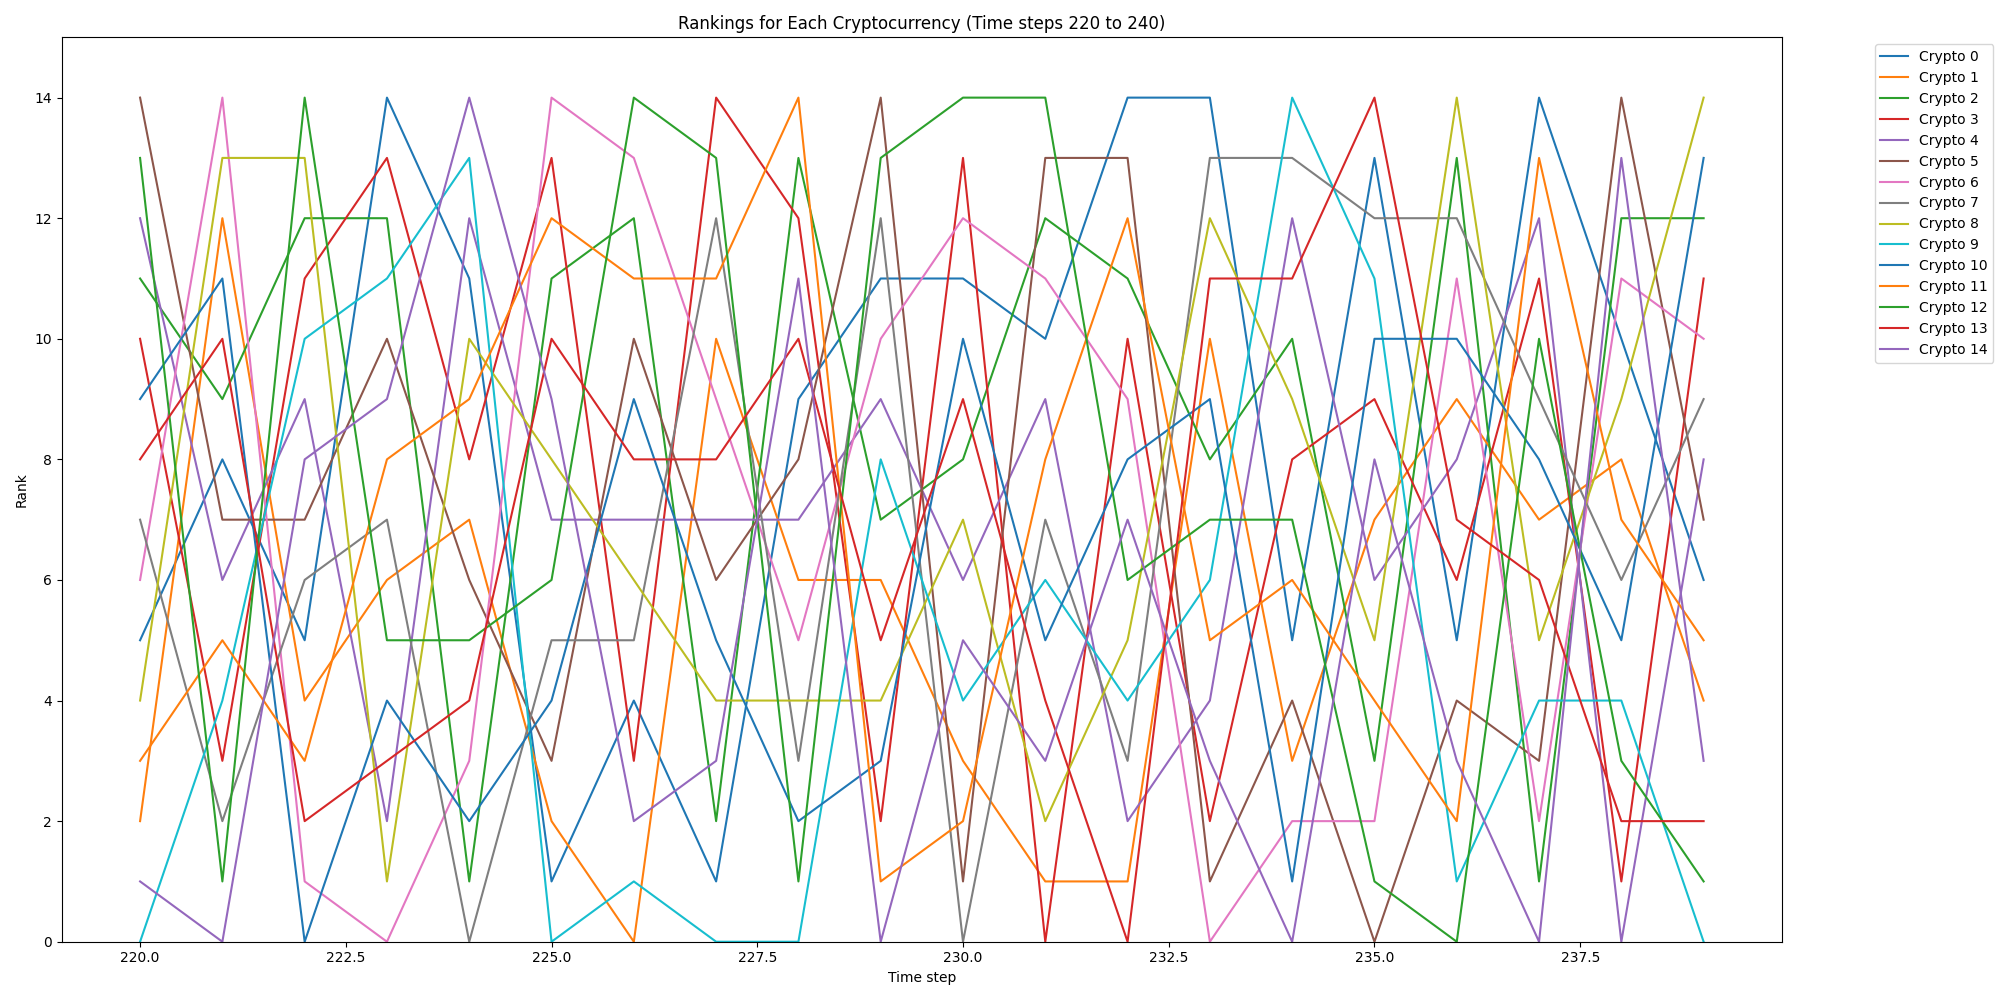 Rankings for Each Cryptocurrency (Time steps 220 to 240)
Rank
14
12
10
8
6
4
2
0
220.0 222.5 225.0 227.5 230.0 232.5 235.0 237.5
Time step
Crypto 0
Crypto 1
Crypto 2
Crypto 3
Crypto 4
Crypto 5
Crypto 6
Crypto 7
Crypto 8
Crypto 9
Crypto 10
Crypto 11
Crypto 12
Crypto 13
Crypto 14